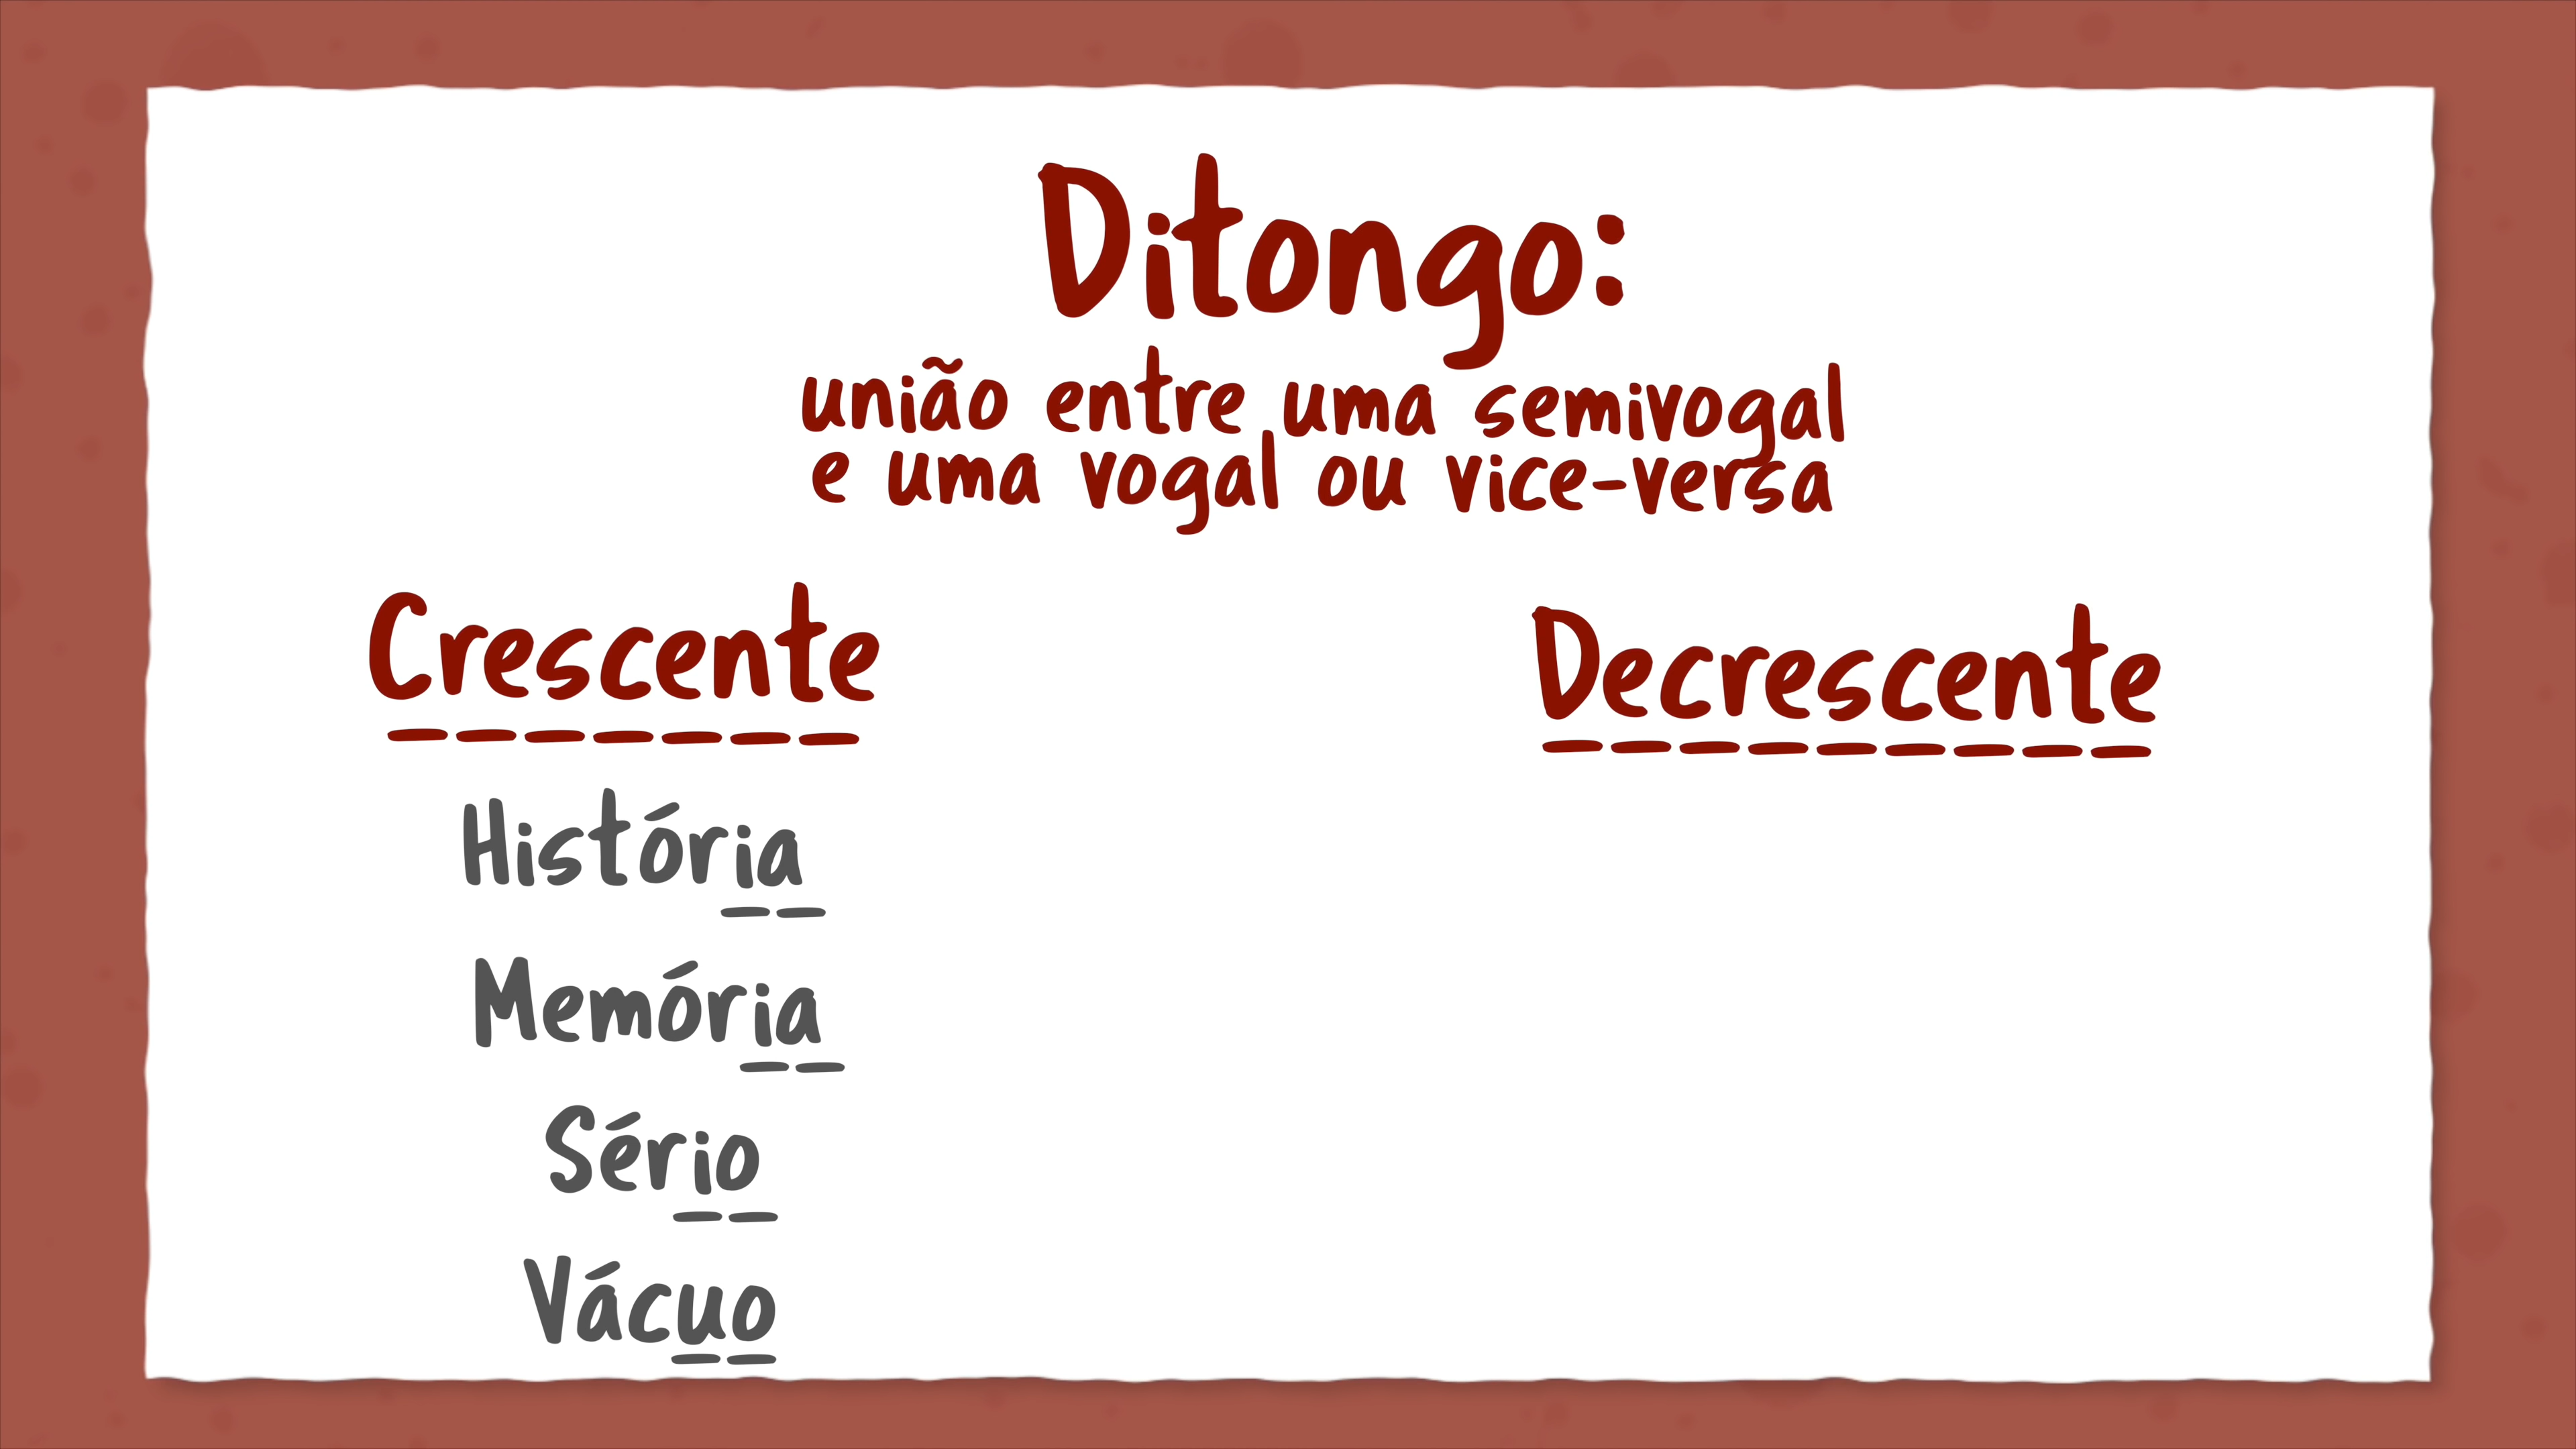 Ditongo:
união entre uma semivogal
e uma vogal ou vice-versa
Crescente
História
Memória
Sério
Vácuo
Decrescente